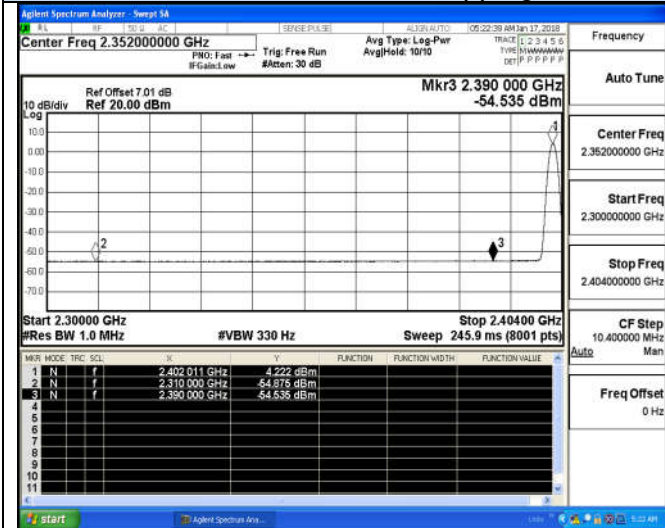 Agilent Spectrum Analyzer - Swept SA
RL RF 50 Ω AC SENSE:PULSE ALIGN AUTO 05:22:39 AM Jan 17, 2018
Center Freq 2.352000000 GHz
PNO: Fast Trig: Free Run
IFGain:Low #Atten: 30 dB
Avg Type: Log-Pwr
Avg|Hold: 10/10
TRACE 1 2 3 4 5 6
TYPE M W W W W W
DET P P P P P P
Frequency
Auto Tune
Mkr3 2.390 000 GHz
-54.535 dBm
Ref Offset 7.01 dB
10 dB/div Ref 20.00 dBm
Log
10.0
0.00
-10.0
-20.0
-30.0
-40.0
-50.0
-60.0
-70.0
1
2
3
Center Freq
2.352000000 GHz
Start Freq
2.300000000 GHz
Stop Freq
2.404000000 GHz
CF Step
10.400000 MHz
Auto Man
Freq Offset
0 Hz
Start 2.30000 GHz Stop 2.40400 GHz
#Res BW 1.0 MHz #VBW 330 Hz Sweep 245.9 ms (8001 pts)
MKR MODE TRC SCL X Y FUNCTION FUNCTION WIDTH FUNCTION VALUE
1 N f 2.402 011 GHz 4.222 dBm
2 N f 2.310 000 GHz -54.875 dBm
3 N f 2.390 000 GHz -54.535 dBm
4
5
6
7
8
9
10
11
start Agilent Spectrum Ana... 5:22 AM